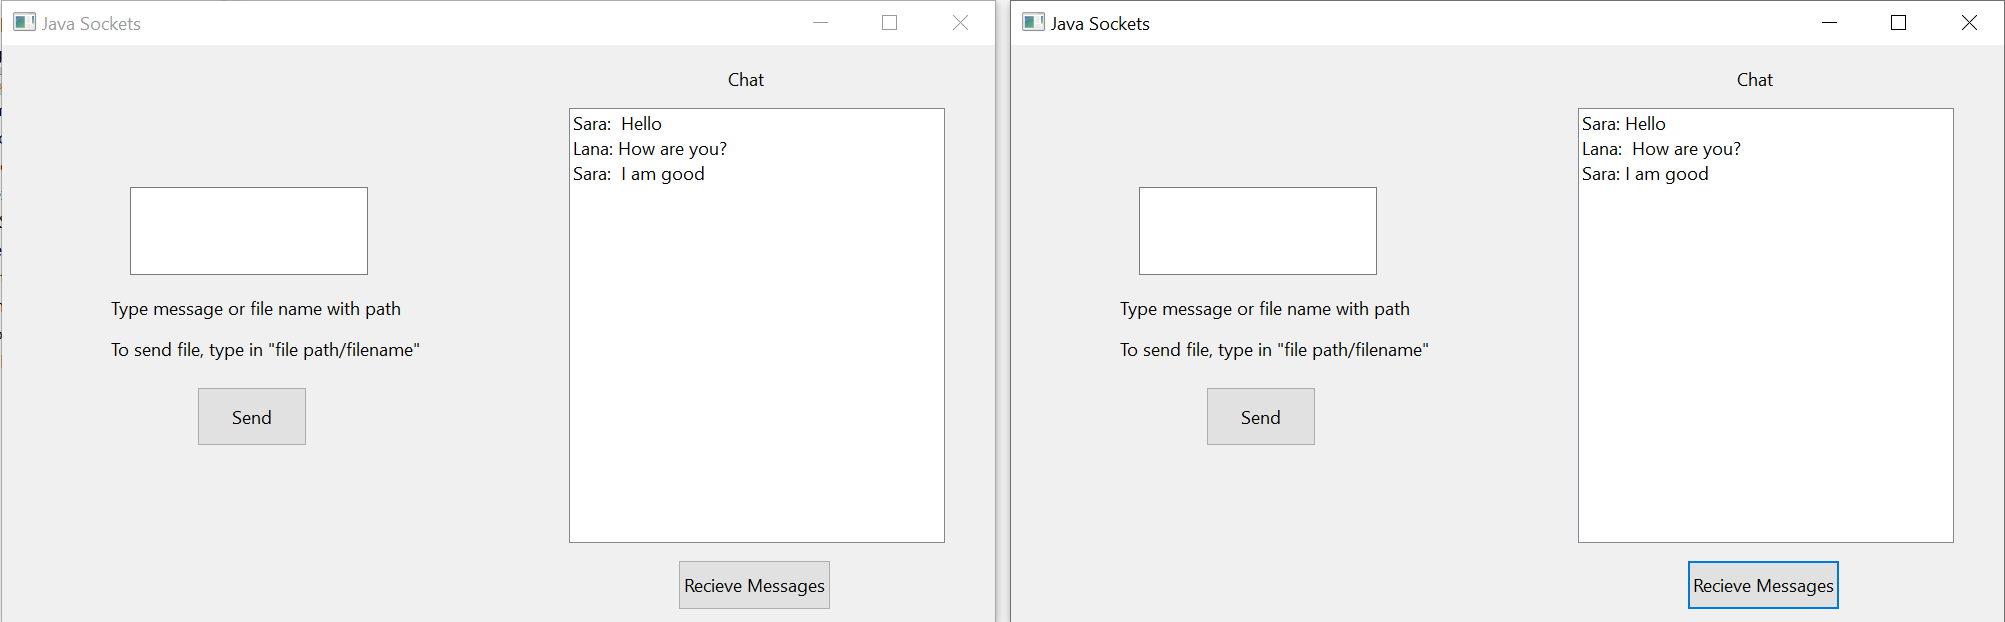 Java Sockets
Chat
Sara:  Hello
Lana: How are you?
Sara:  I am good
Type message or file name with path
To send file, type in "file path/filename"
Send
Recieve Messages
Java Sockets
Chat
Sara: Hello
Lana:  How are you?
Sara: I am good
Type message or file name with path
To send file, type in "file path/filename"
Send
Recieve Messages